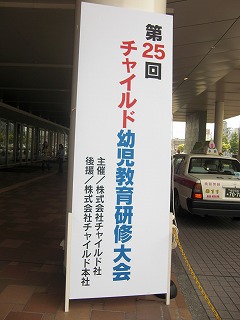 第25回
チャイルド幼児教育研修大会
主催／株式会社チャイルド社
後援／株式会社チャイルド本社